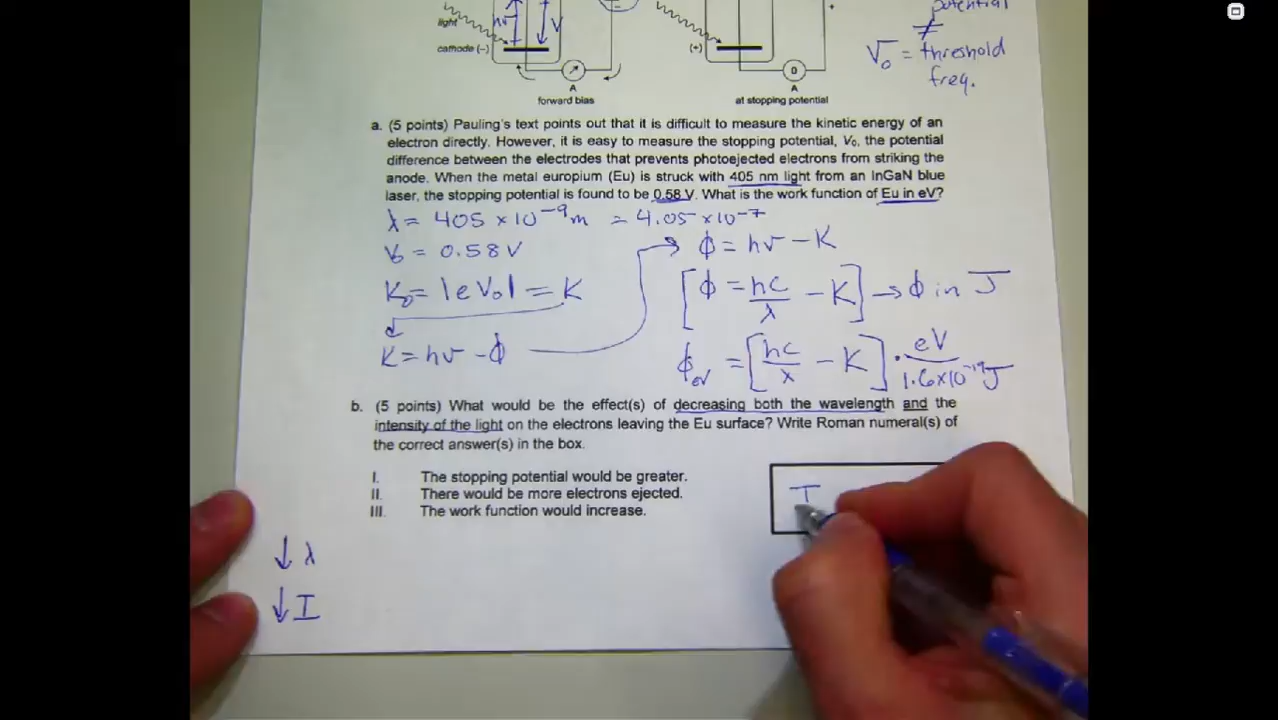 potential
≠
V₀ = threshold
freq.
light
hν
V
cathode (–)
(+)
+
A
0
A
forward bias
at stopping potential
a. (5 points) Pauling's text points out that it is difficult to measure the kinetic energy of an
electron directly. However, it is easy to measure the stopping potential, V₀, the potential
difference between the electrodes that prevents photoejected electrons from striking the
anode. When the metal europium (Eu) is struck with 405 nm light from an InGaN blue
laser, the stopping potential is found to be 0.58 V. What is the work function of Eu in eV?
λ = 405 × 10⁻⁹ m = 4.05 × 10⁻⁷
V₀ = 0.58 V
K₀ = |eV₀| = K
K = hν – ϕ
ϕ = hν – K
[ϕ = hc/λ – K] → ϕ in J
ϕeV = [hc/λ – K] · eV/1.6×10⁻¹⁹J
b. (5 points) What would be the effect(s) of decreasing both the wavelength and the
intensity of the light on the electrons leaving the Eu surface? Write Roman numeral(s) of
the correct answer(s) in the box.
I. The stopping potential would be greater.
II. There would be more electrons ejected.
III. The work function would increase.
I
↓ λ
↓ I